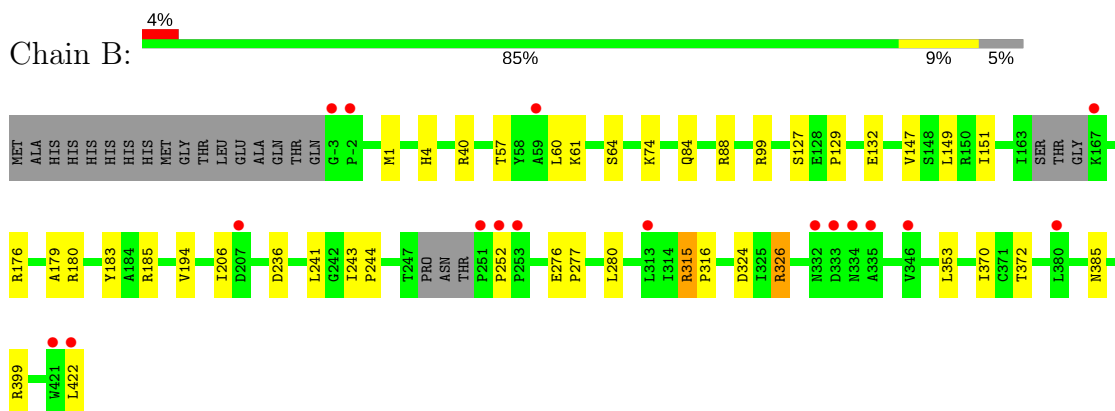 4%
Chain B:
85% 9% 5%
MET ALA HIS HIS HIS HIS HIS HIS MET GLY THR LEU GLU ALA GLN THR GLN G-3 P-2 M1 H4 R40 T57 Y58 A59 L60 K61 S64 K74 Q84 R88 R99 S127 E128 P129 E132 V147 S148 L149 R150 I151 I163 SER THR GLY K167
R176 A179 R180 Y183 A184 R185 V194 I206 D207 D236 L241 G242 I243 P244 T247 PRO ASN THR P251 P252 P253 E276 P277 L280 L313 I314 R315 P316 D324 I325 R326 N332 D333 N334 A335 V346 L353 I370 C371 T372 L380 N385
R399 W421 L422